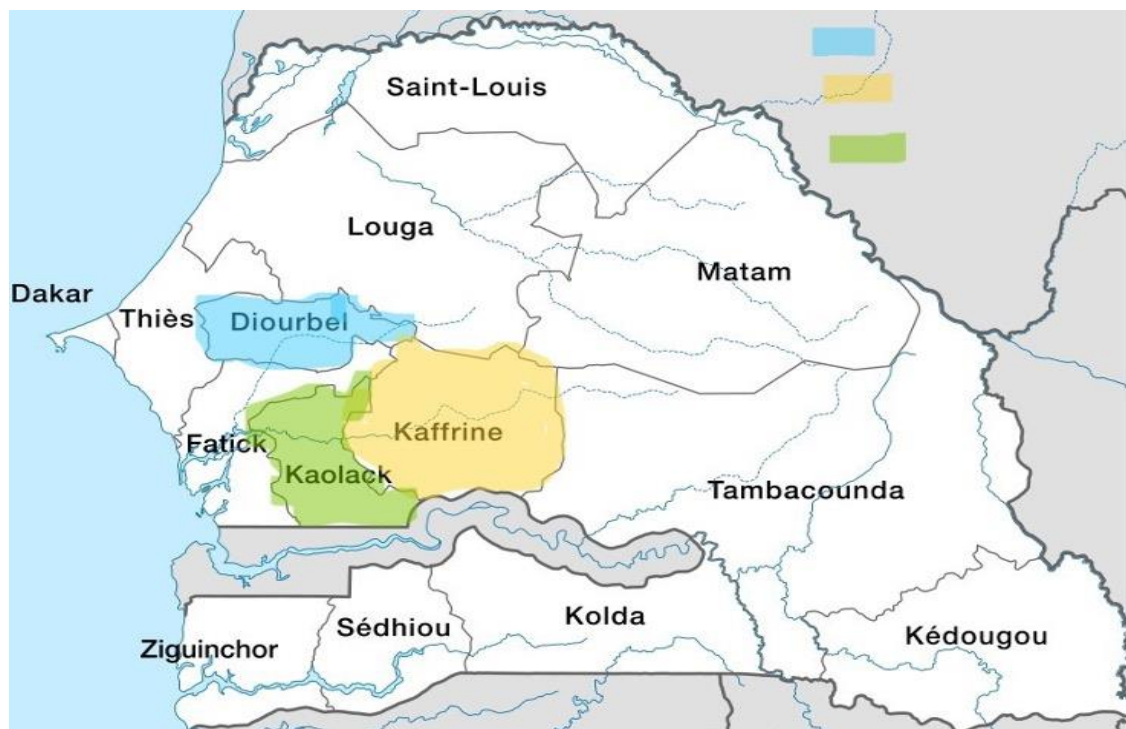 Saint-Louis
Louga
Matam
Dakar
Thiès
Diourbel
Fatick
Kaffrine
Kaolack
Tambacounda
Ziguinchor
Sédhiou
Kolda
Kédougou